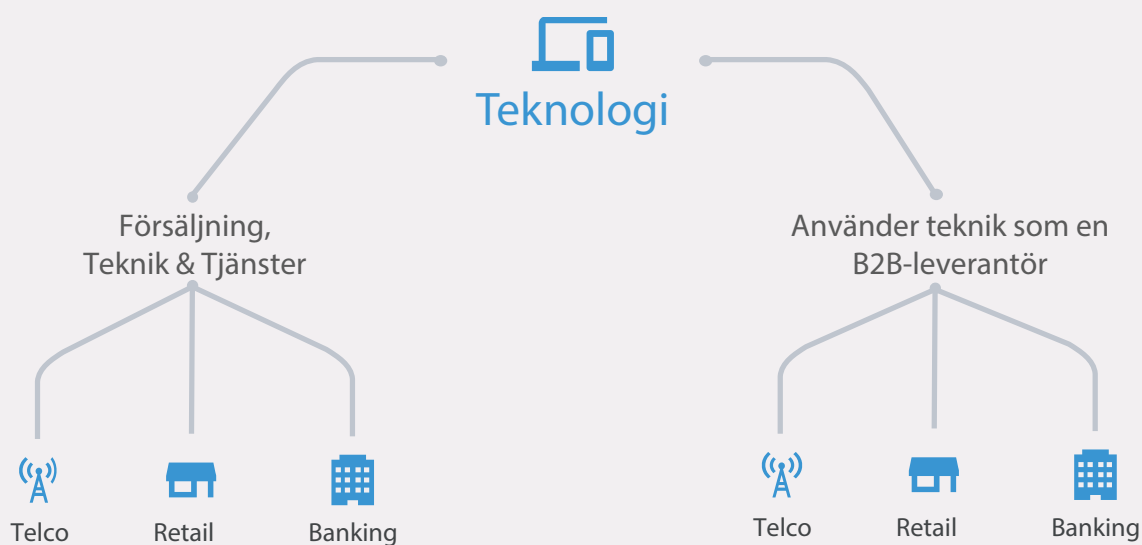 Teknologi
Försäljning,
Teknik & Tjänster
Använder teknik som en
B2B-leverantör
Telco
Retail
Banking
Telco
Retail
Banking